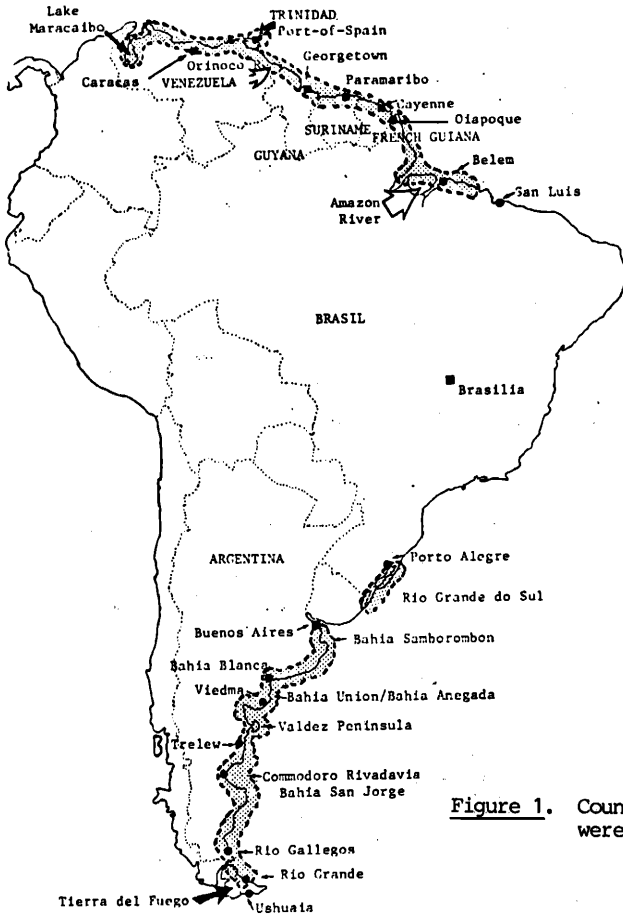 Lake
Maracaibo
TRINIDAD
Port-of-Spain
Georgetown
Orinoco R.
Paramaribo
Caracas
VENEZUELA
Cayenne
Oiapoque
SURINAME
FRENCH GUIANA
GUYANA
Belem
San Luis
Amazon
River
BRASIL
Brasilia
Porto Alegre
ARGENTINA
Rio Grande do Sul
Buenos Aires
Bahia Samborombon
Bahia Blanca
Viedma
Bahia Union/Bahia Anegada
Valdez Peninsula
Trelew
Commodoro Rivadavia
Bahia San Jorge
Figure 1. Coun
were
Rio Gallegos
Rio Grande
Tierra del Fuego
Ushuaia